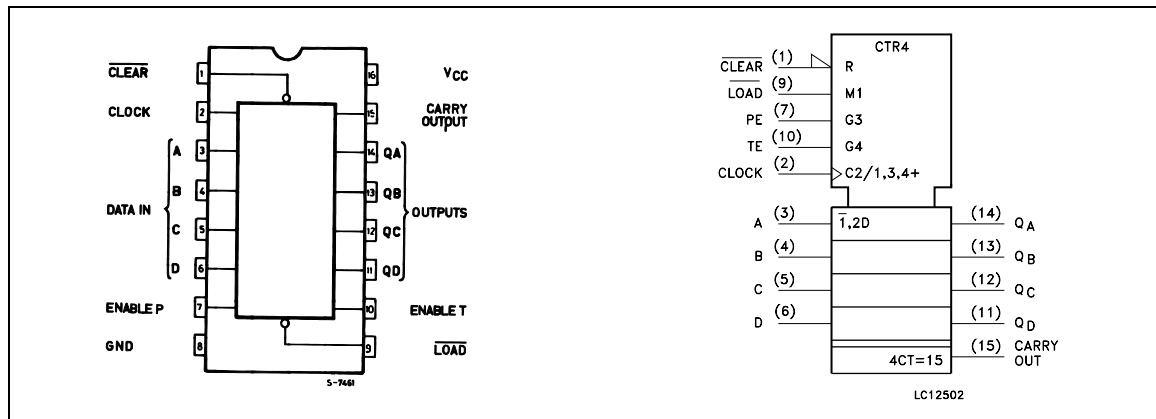 CLEAR 1 16 VCC
CLOCK 2 15 CARRY OUTPUT
A 3 14 QA
B 4 13 QB
DATA IN OUTPUTS
C 5 12 QC
D 6 11 QD
ENABLE P 7 10 ENABLE T
GND 8 9 LOAD
S-7461
CTR4
CLEAR (1) R
LOAD (9) M1
PE (7) G3
TE (10) G4
CLOCK (2) C2/1,3,4+
A (3) 1,2D (14) QA
B (4) (13) QB
C (5) (12) QC
D (6) (11) QD
4CT=15 (15) CARRY OUT
LC12502